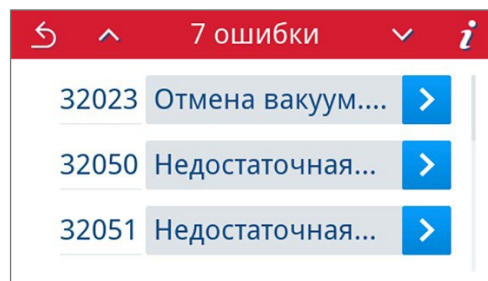 7 ошибки i
32023 Отмена вакуум....
32050 Недостаточная...
32051 Недостаточная...